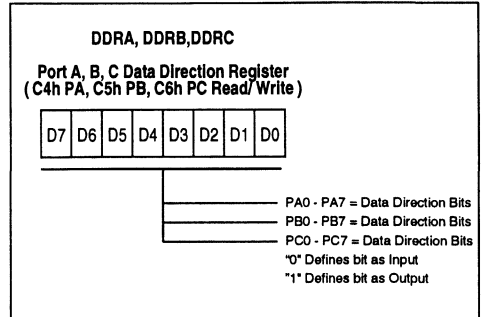 DDRA, DDRB,DDRC
Port A, B, C Data Direction Register
( C4h PA, C5h PB, C6h PC Read/ Write )
D7 D6 D5 D4 D3 D2 D1 D0
PA0 - PA7 = Data Direction Bits
PB0 - PB7 = Data Direction Bits
PC0 - PC7 = Data Direction Bits
"0" Defines bit as Input
"1" Defines bit as Output